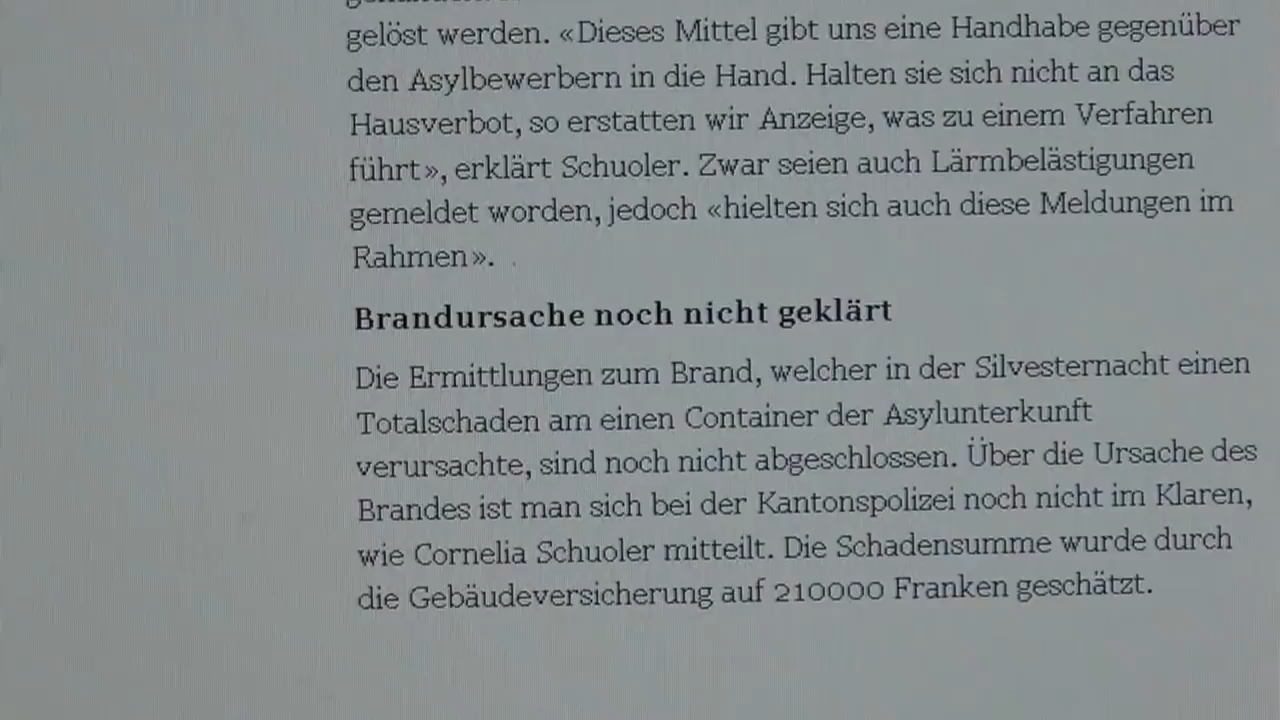 gelöst werden. «Dieses Mittel gibt uns eine Handhabe gegenüber
den Asylbewerbern in die Hand. Halten sie sich nicht an das
Hausverbot, so erstatten wir Anzeige, was zu einem Verfahren
führt», erklärt Schuoler. Zwar seien auch Lärmbelästigungen
gemeldet worden, jedoch «hielten sich auch diese Meldungen im
Rahmen».
Brandursache noch nicht geklärt
Die Ermittlungen zum Brand, welcher in der Silvesternacht einen
Totalschaden am einen Container der Asylunterkunft
verursachte, sind noch nicht abgeschlossen. Über die Ursache des
Brandes ist man sich bei der Kantonspolizei noch nicht im Klaren,
wie Cornelia Schuoler mitteilt. Die Schadensumme wurde durch
die Gebäudeversicherung auf 210000 Franken geschätzt.